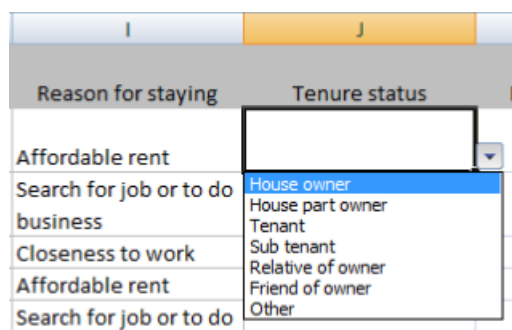 I J
Reason for staying Tenure status
Affordable rent
Search for job or to do
business
Closeness to work
Affordable rent
Search for job or to do
House owner
House part owner
Tenant
Sub tenant
Relative of owner
Friend of owner
Other